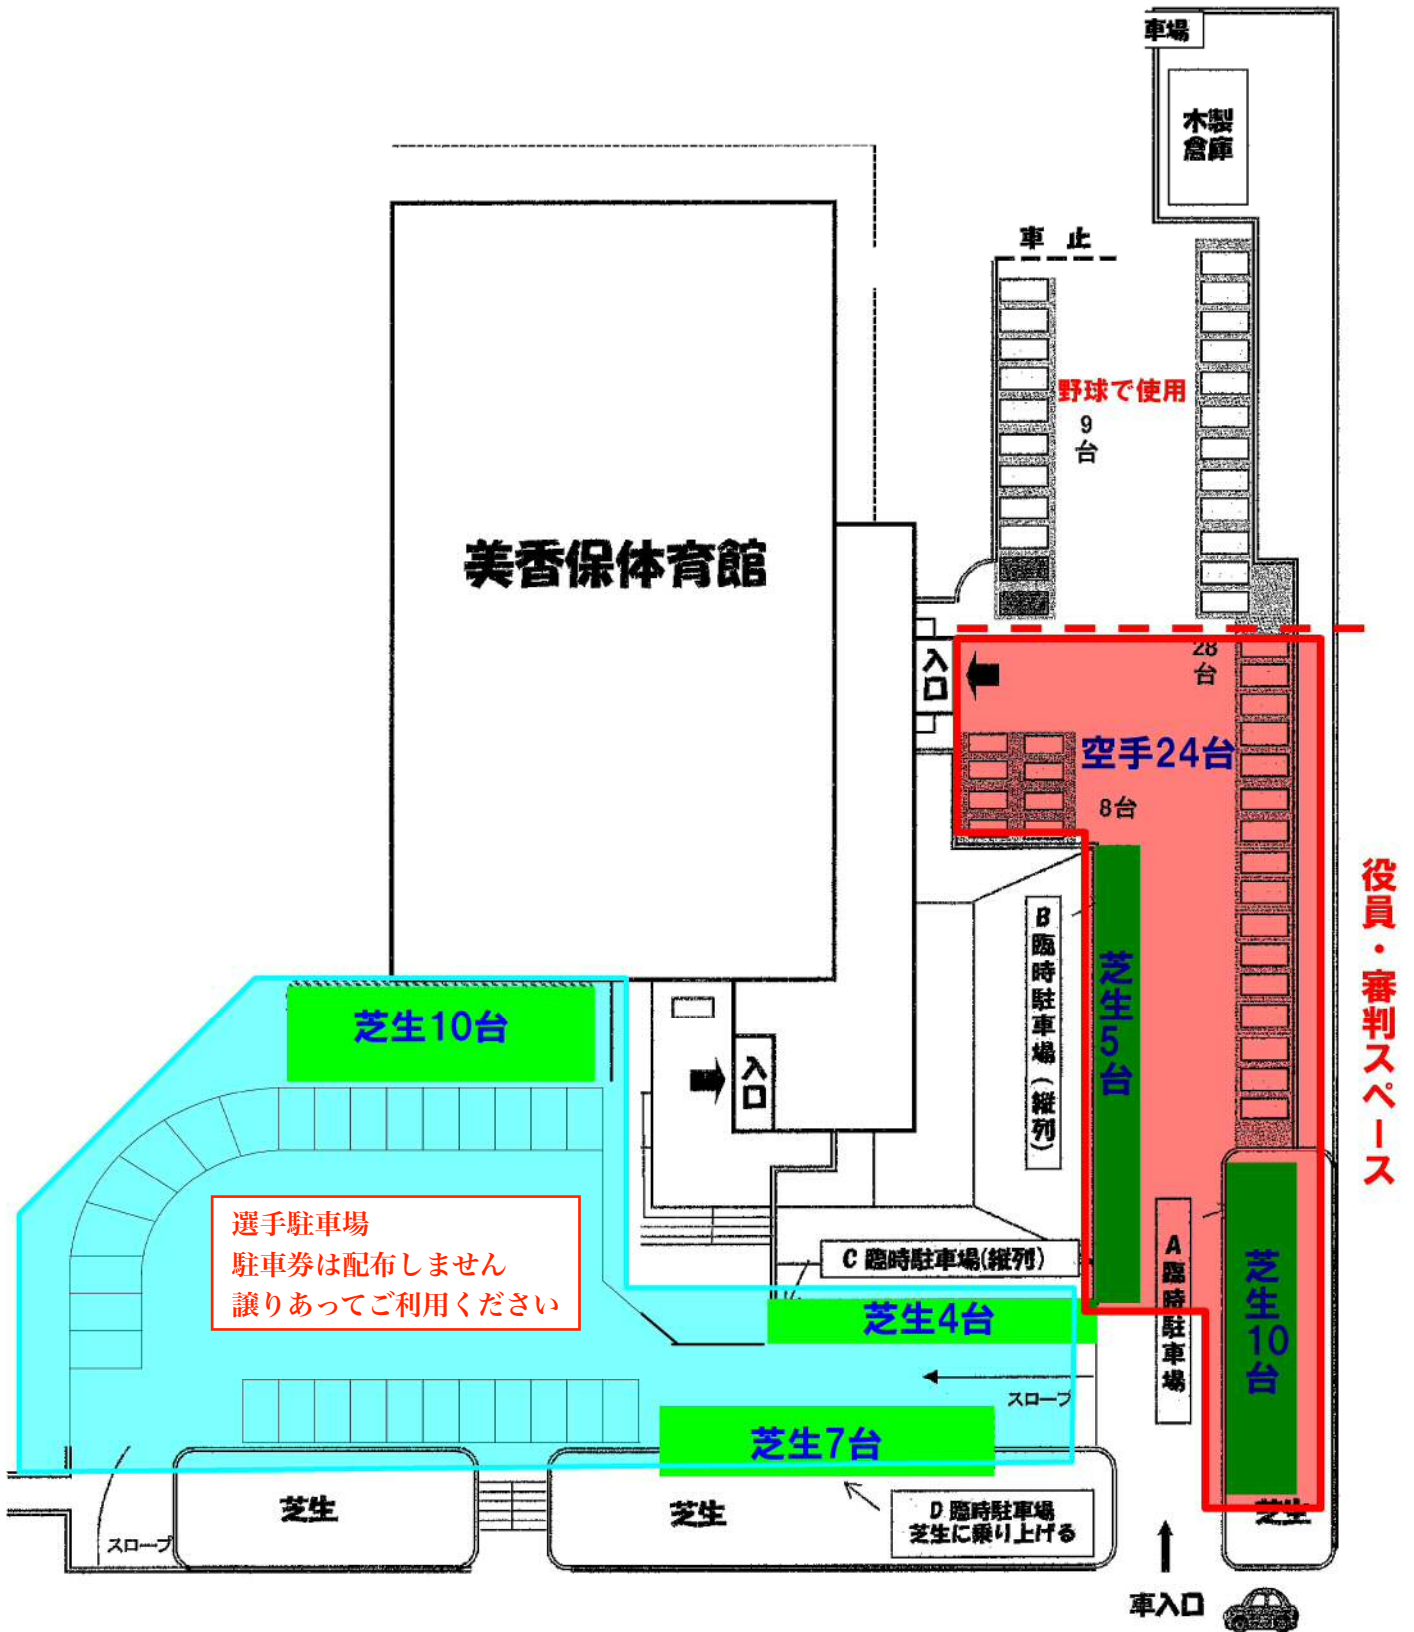 車場
木製
倉庫
車 止
野球で使用
9
台
美香保体育館
入口
28
台
空手24台
8台
役員・審判スペース
B臨時駐車場(縦列)
芝生5台
芝生10台
入口
選手駐車場
駐車券は配布しません
譲りあってご利用ください
C 臨時駐車場(縦列)
A臨時駐車場
芝生10台
芝生4台
スロープ
芝生7台
芝生
芝生
芝生
D 臨時駐車場
芝生に乗り上げる
スロープ
車入口